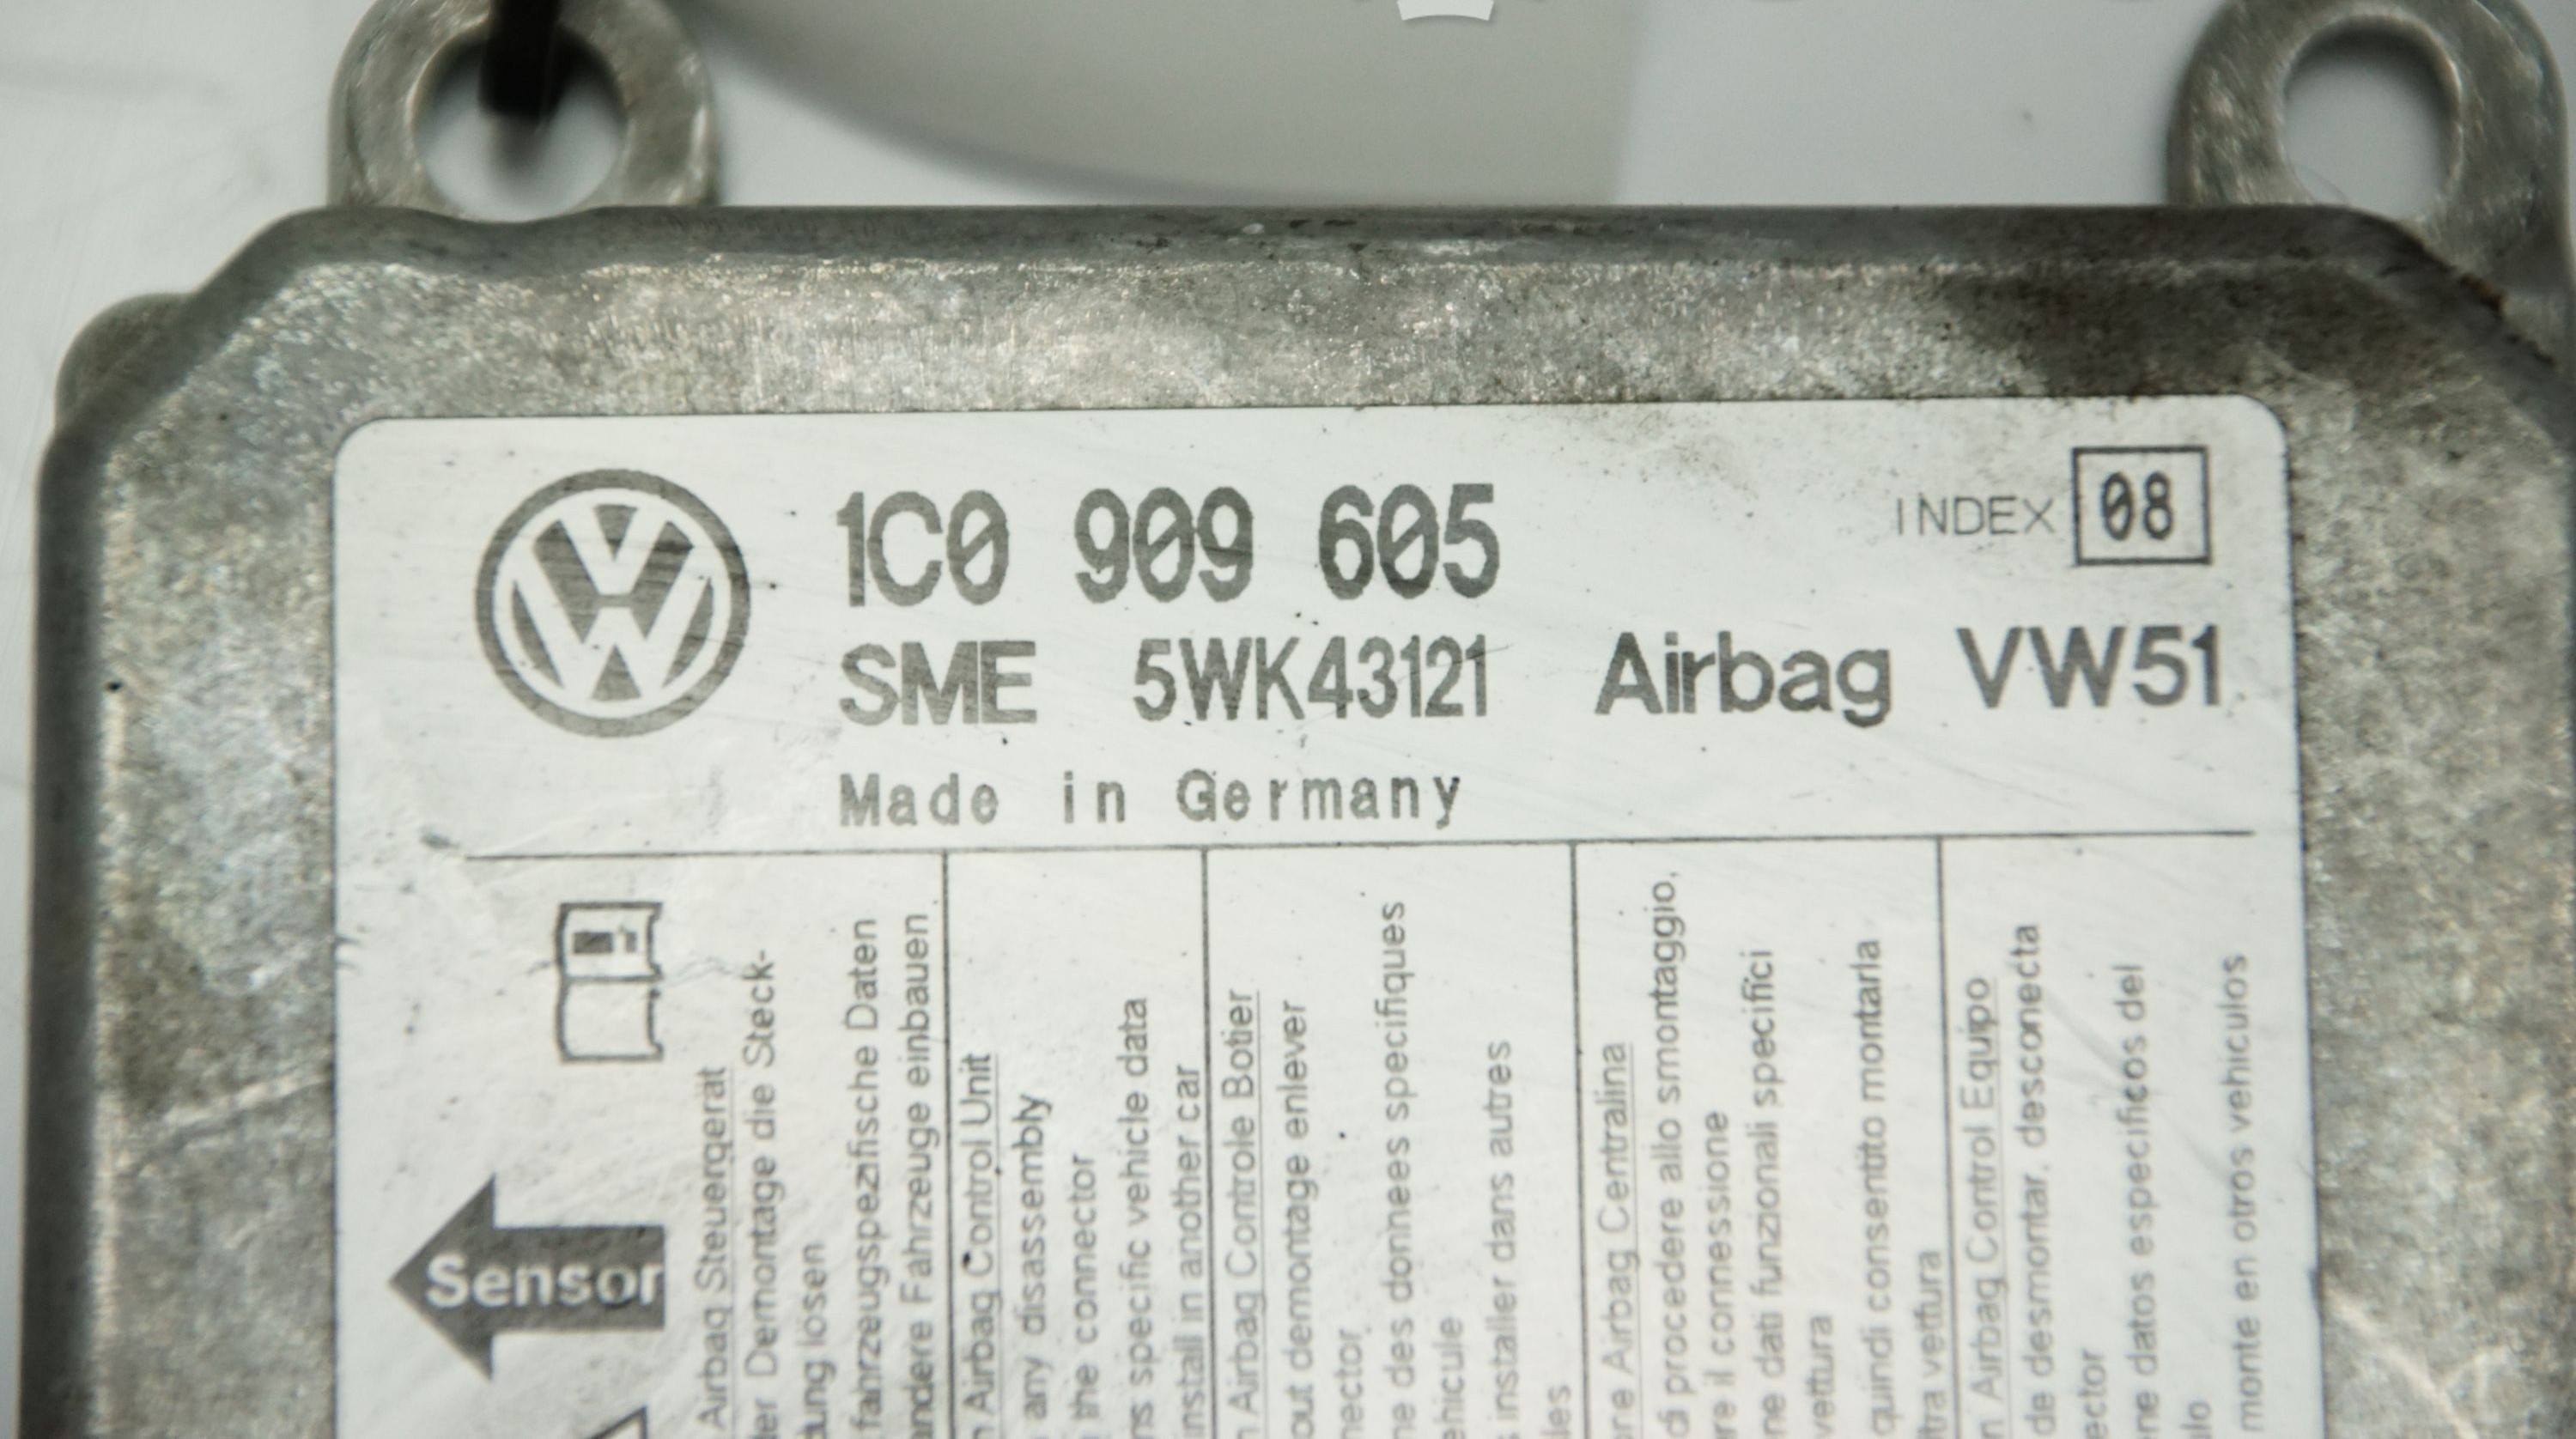 1C0 909 605
INDEX 08
SME 5WK43121 Airbag VW51
Made in Germany
Sensor
Airbag Steuergerät
Demontage die Steck-
lösen
fahrzeugspezifische Daten
andere Fahrzeuge einbauen
Airbag Control Unit
any disassembly
the connector
specific vehicle data
install in another car
Airbag Controle Botier
demontage enlever
des donnees specifiques
installer dans autres
Airbag Centralina
di procedere allo smontaggio,
il connessione
dati funzionali specifici
vettura
quindi consentito montarla
vettura
Airbag Control Equipo
de desmontar, desconecta
datos especificos del
monte en otros vehiculos